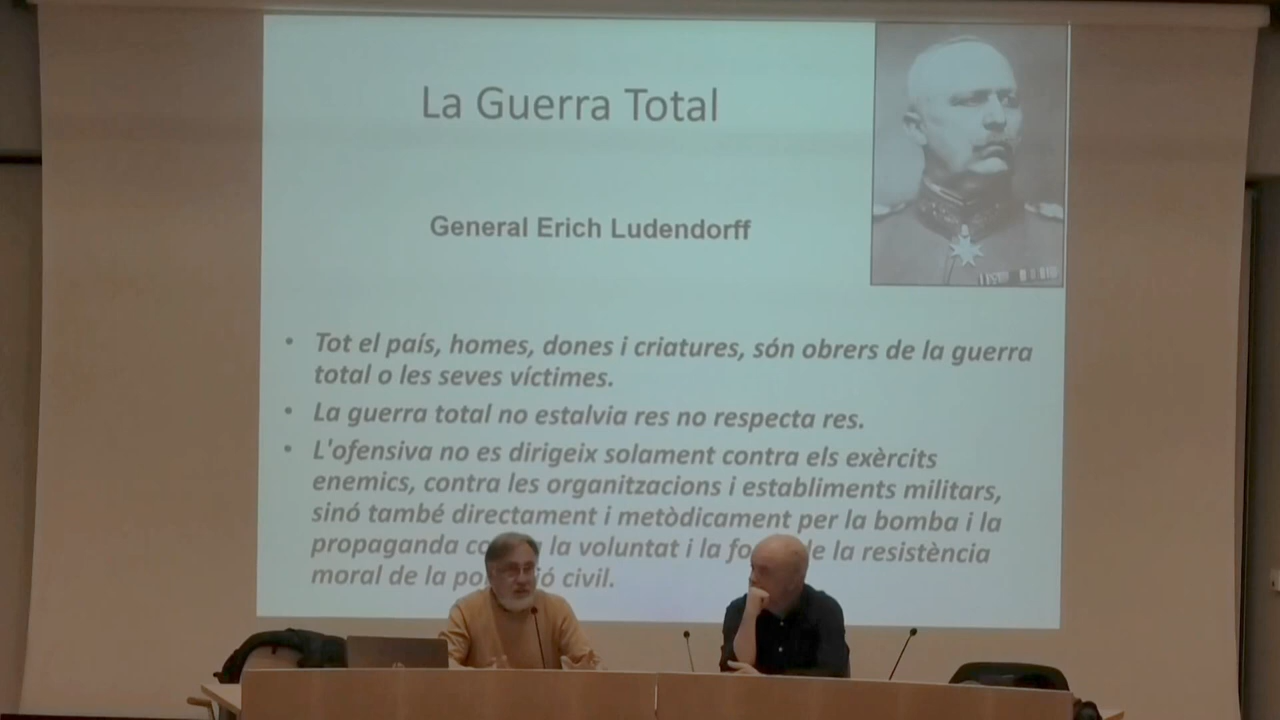 La Guerra Total
General Erich Ludendorff
• Tot el país, homes, dones i criatures, són obrers de la guerra
total o les seves víctimes.
• La guerra total no estalvia res no respecta res.
• L'ofensiva no es dirigeix solament contra els exèrcits
enemics, contra les organitzacions i establiments militars,
sinó també directament i metòdicament per la bomba i la
propaganda la voluntat i la de la resistència
moral de la civil.